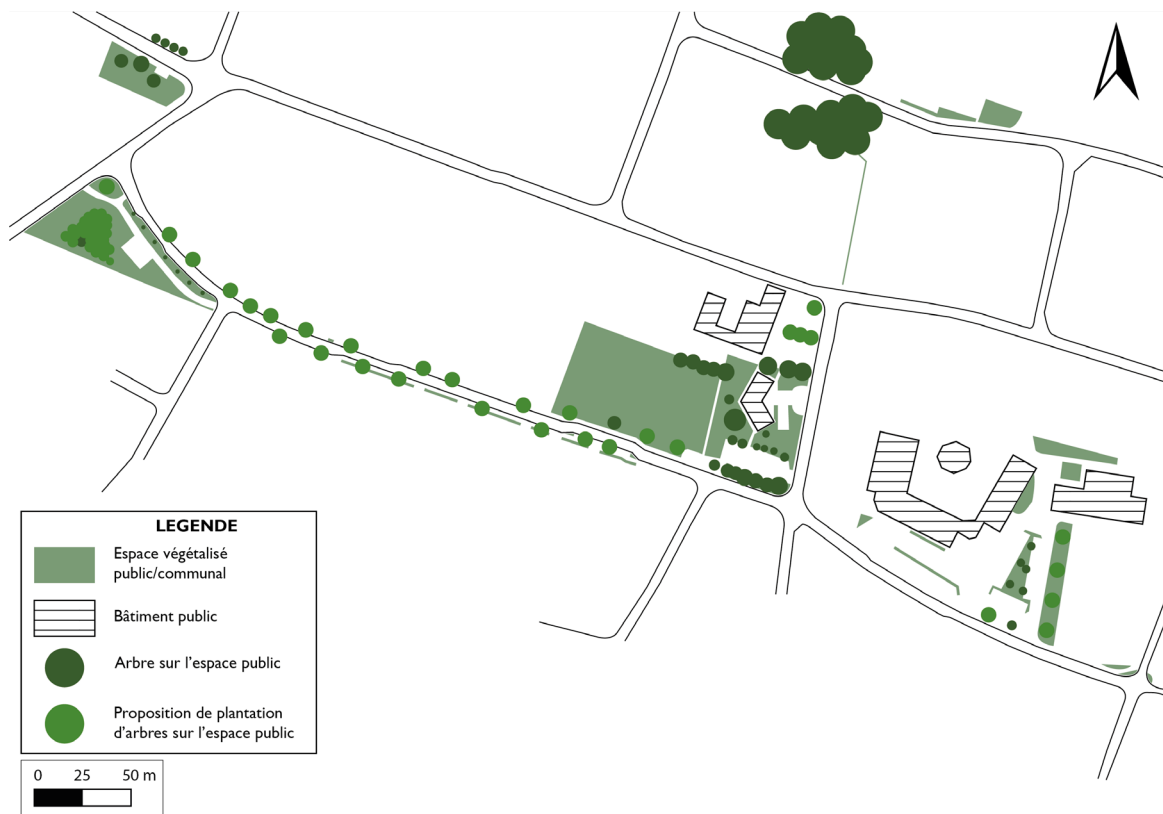 LEGENDE
Espace végétalisé
public/communal
Bâtiment public
Arbre sur l'espace public
Proposition de plantation
d'arbres sur l'espace public
0 25 50 m